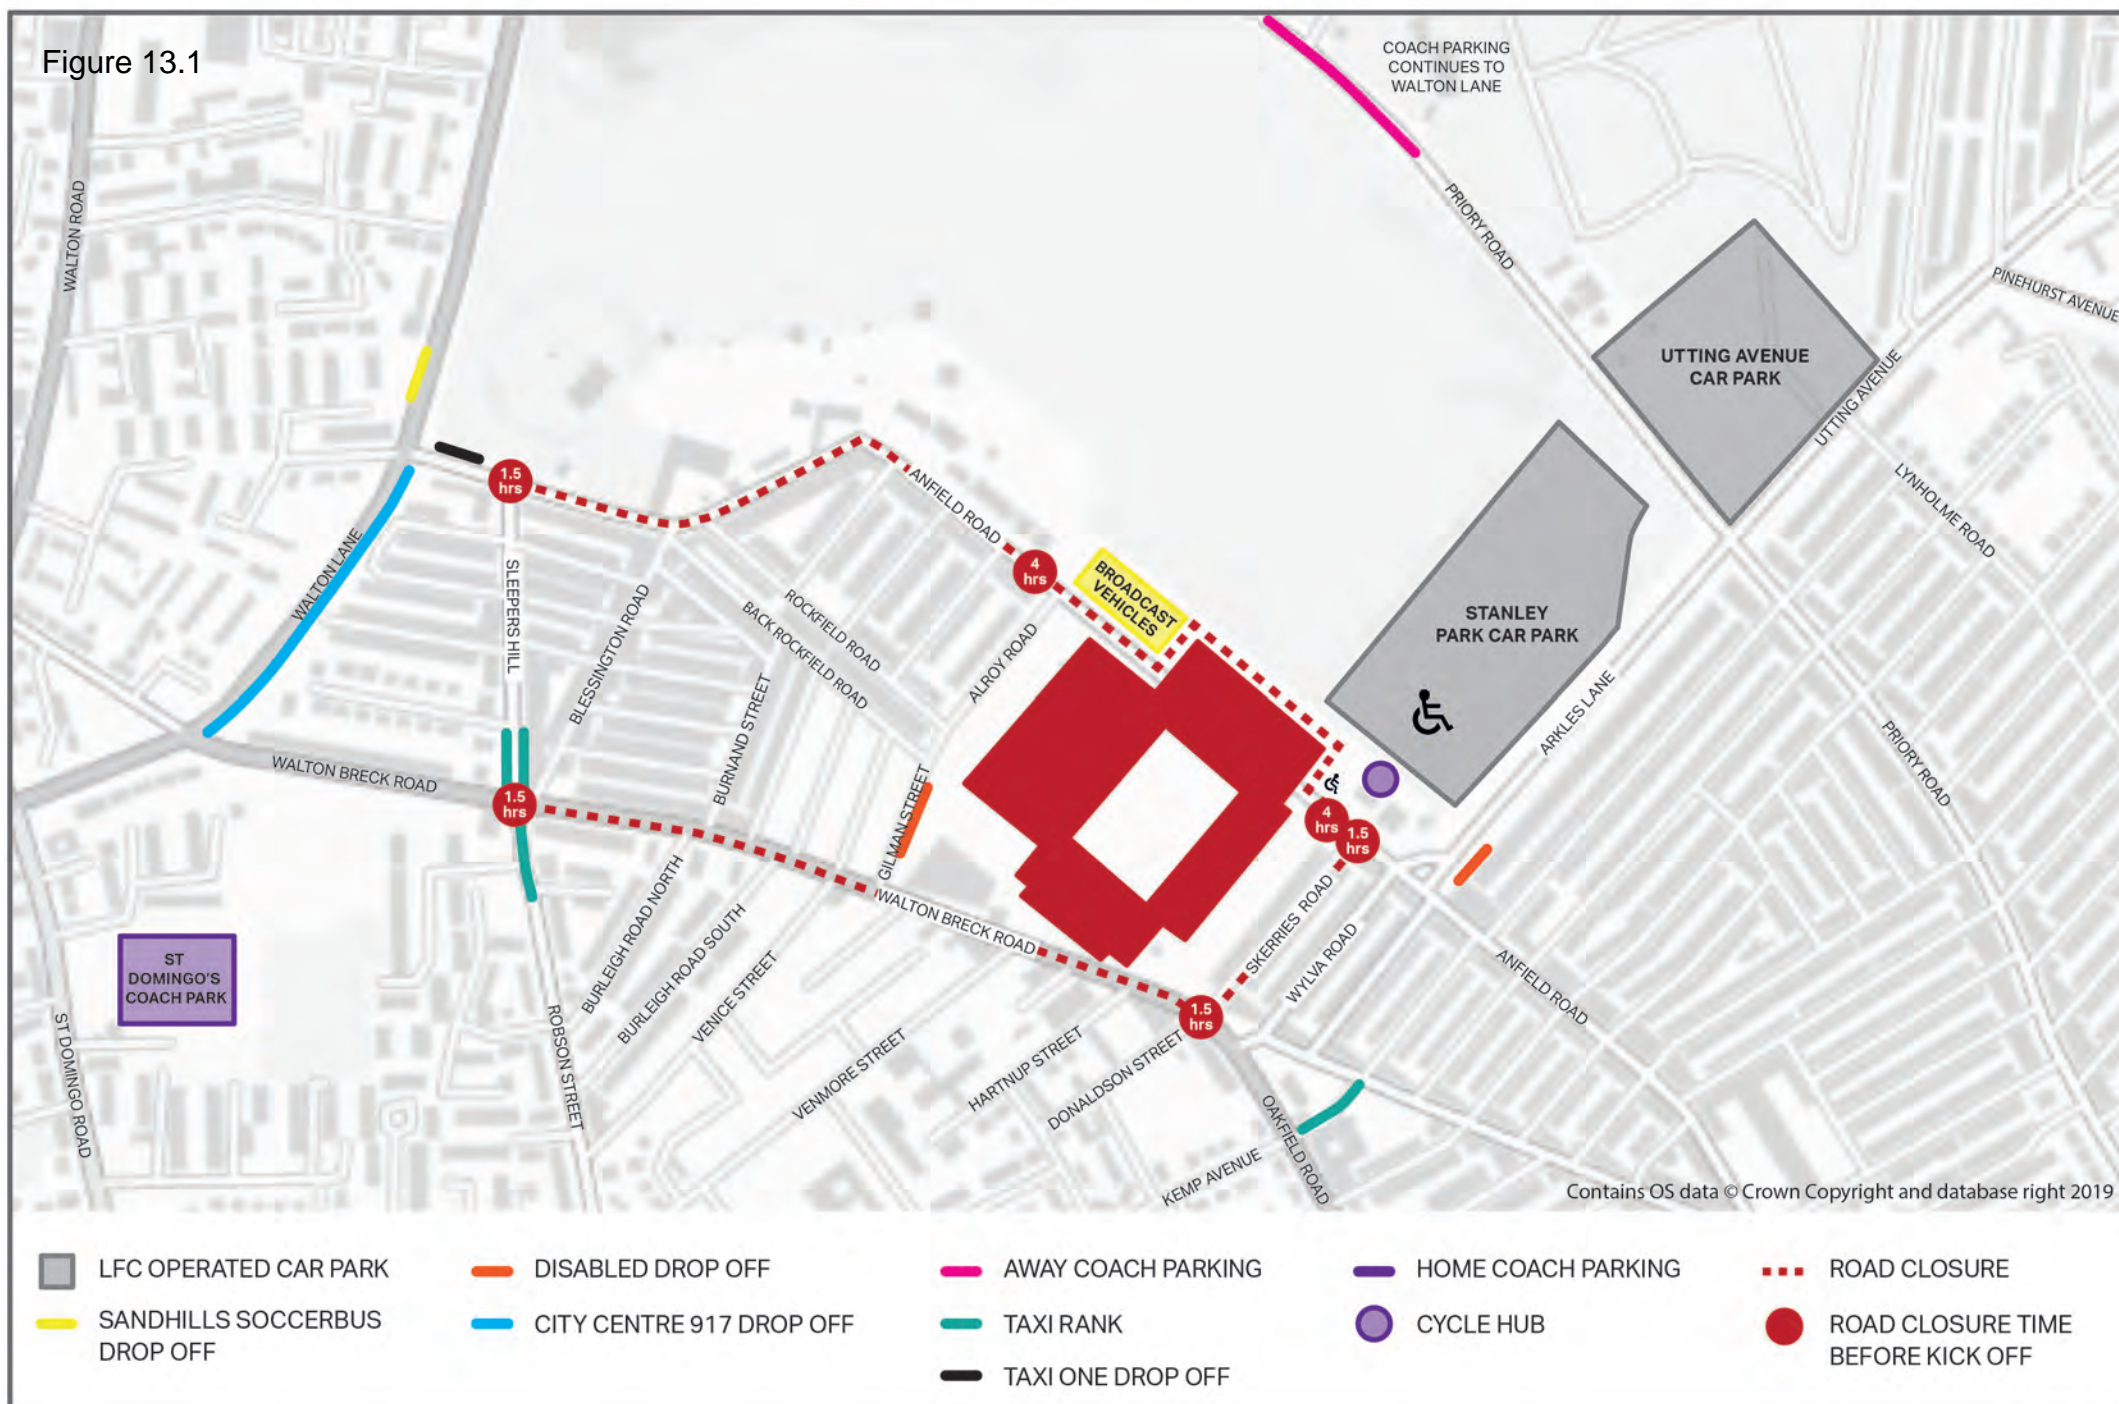 Figure 13.1
COACH PARKING
CONTINUES TO
WALTON LANE
WALTON ROAD
PRIORY ROAD
PINEHURST AVENUE
UTTING AVENUE
CAR PARK
UTTING AVENUE
LYNHOLME ROAD
1.5
hrs
ANFIELD ROAD
4
hrs
BROADCAST
VEHICLES
STANLEY
PARK CAR PARK
WALTON LANE
SLEEPERS HILL
BLESSINGTON ROAD
ROCKFIELD ROAD
BACK ROCKFIELD ROAD
ALROY ROAD
BURNAND STREET
ARKLES LANE
PRIORY ROAD
WALTON BRECK ROAD
1.5
hrs
GILMAN STREET
4
hrs
1.5
hrs
WALTON BRECK ROAD
SKERRIES ROAD
WYLVA ROAD
ANFIELD ROAD
BURLEIGH ROAD NORTH
BURLEIGH ROAD SOUTH
VENICE STREET
ST
DOMINGO'S
COACH PARK
1.5
hrs
ST DOMINGO ROAD
ROBSON STREET
VENMORE STREET
HARTNUP STREET
DONALDSON STREET
OAKFIELD ROAD
KEMP AVENUE
Contains OS data © Crown Copyright and database right 2019
LFC OPERATED CAR PARK
SANDHILLS SOCCERBUS
DROP OFF
DISABLED DROP OFF
CITY CENTRE 917 DROP OFF
AWAY COACH PARKING
TAXI RANK
TAXI ONE DROP OFF
HOME COACH PARKING
CYCLE HUB
ROAD CLOSURE
ROAD CLOSURE TIME
BEFORE KICK OFF